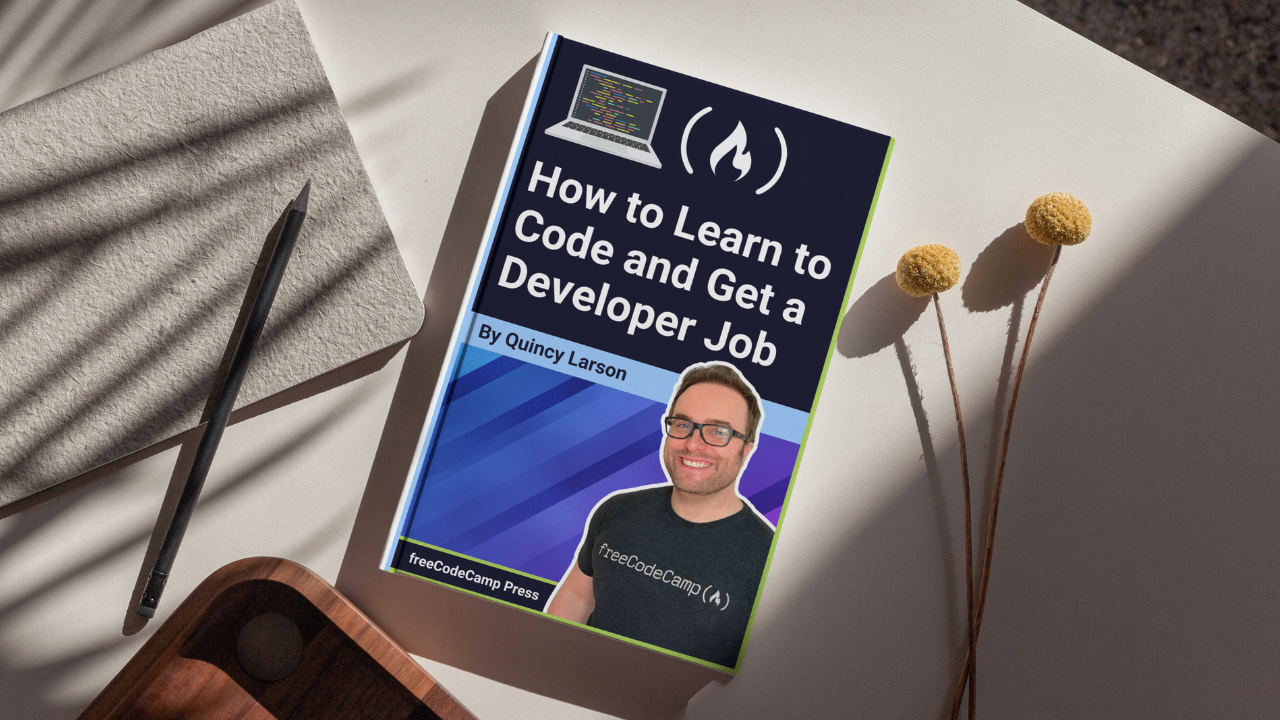 How to Learn to
Code and Get a
Developer Job
By Quincy Larson
freeCodeCamp(🔥)
freeCodeCamp Press